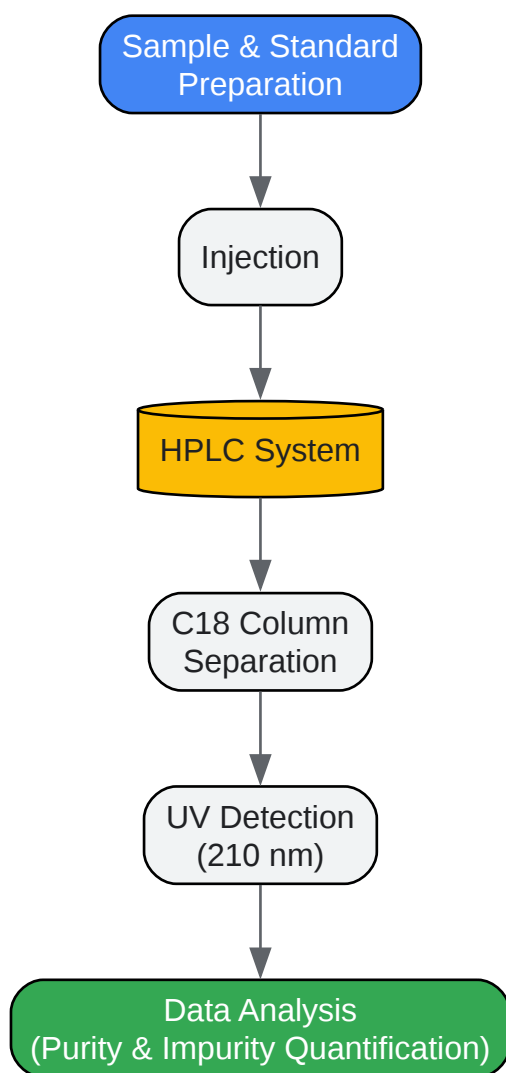 Sample & Standard
Preparation
Injection
HPLC System
C18 Column
Separation
UV Detection
(210 nm)
Data Analysis
(Purity & Impurity Quantification)